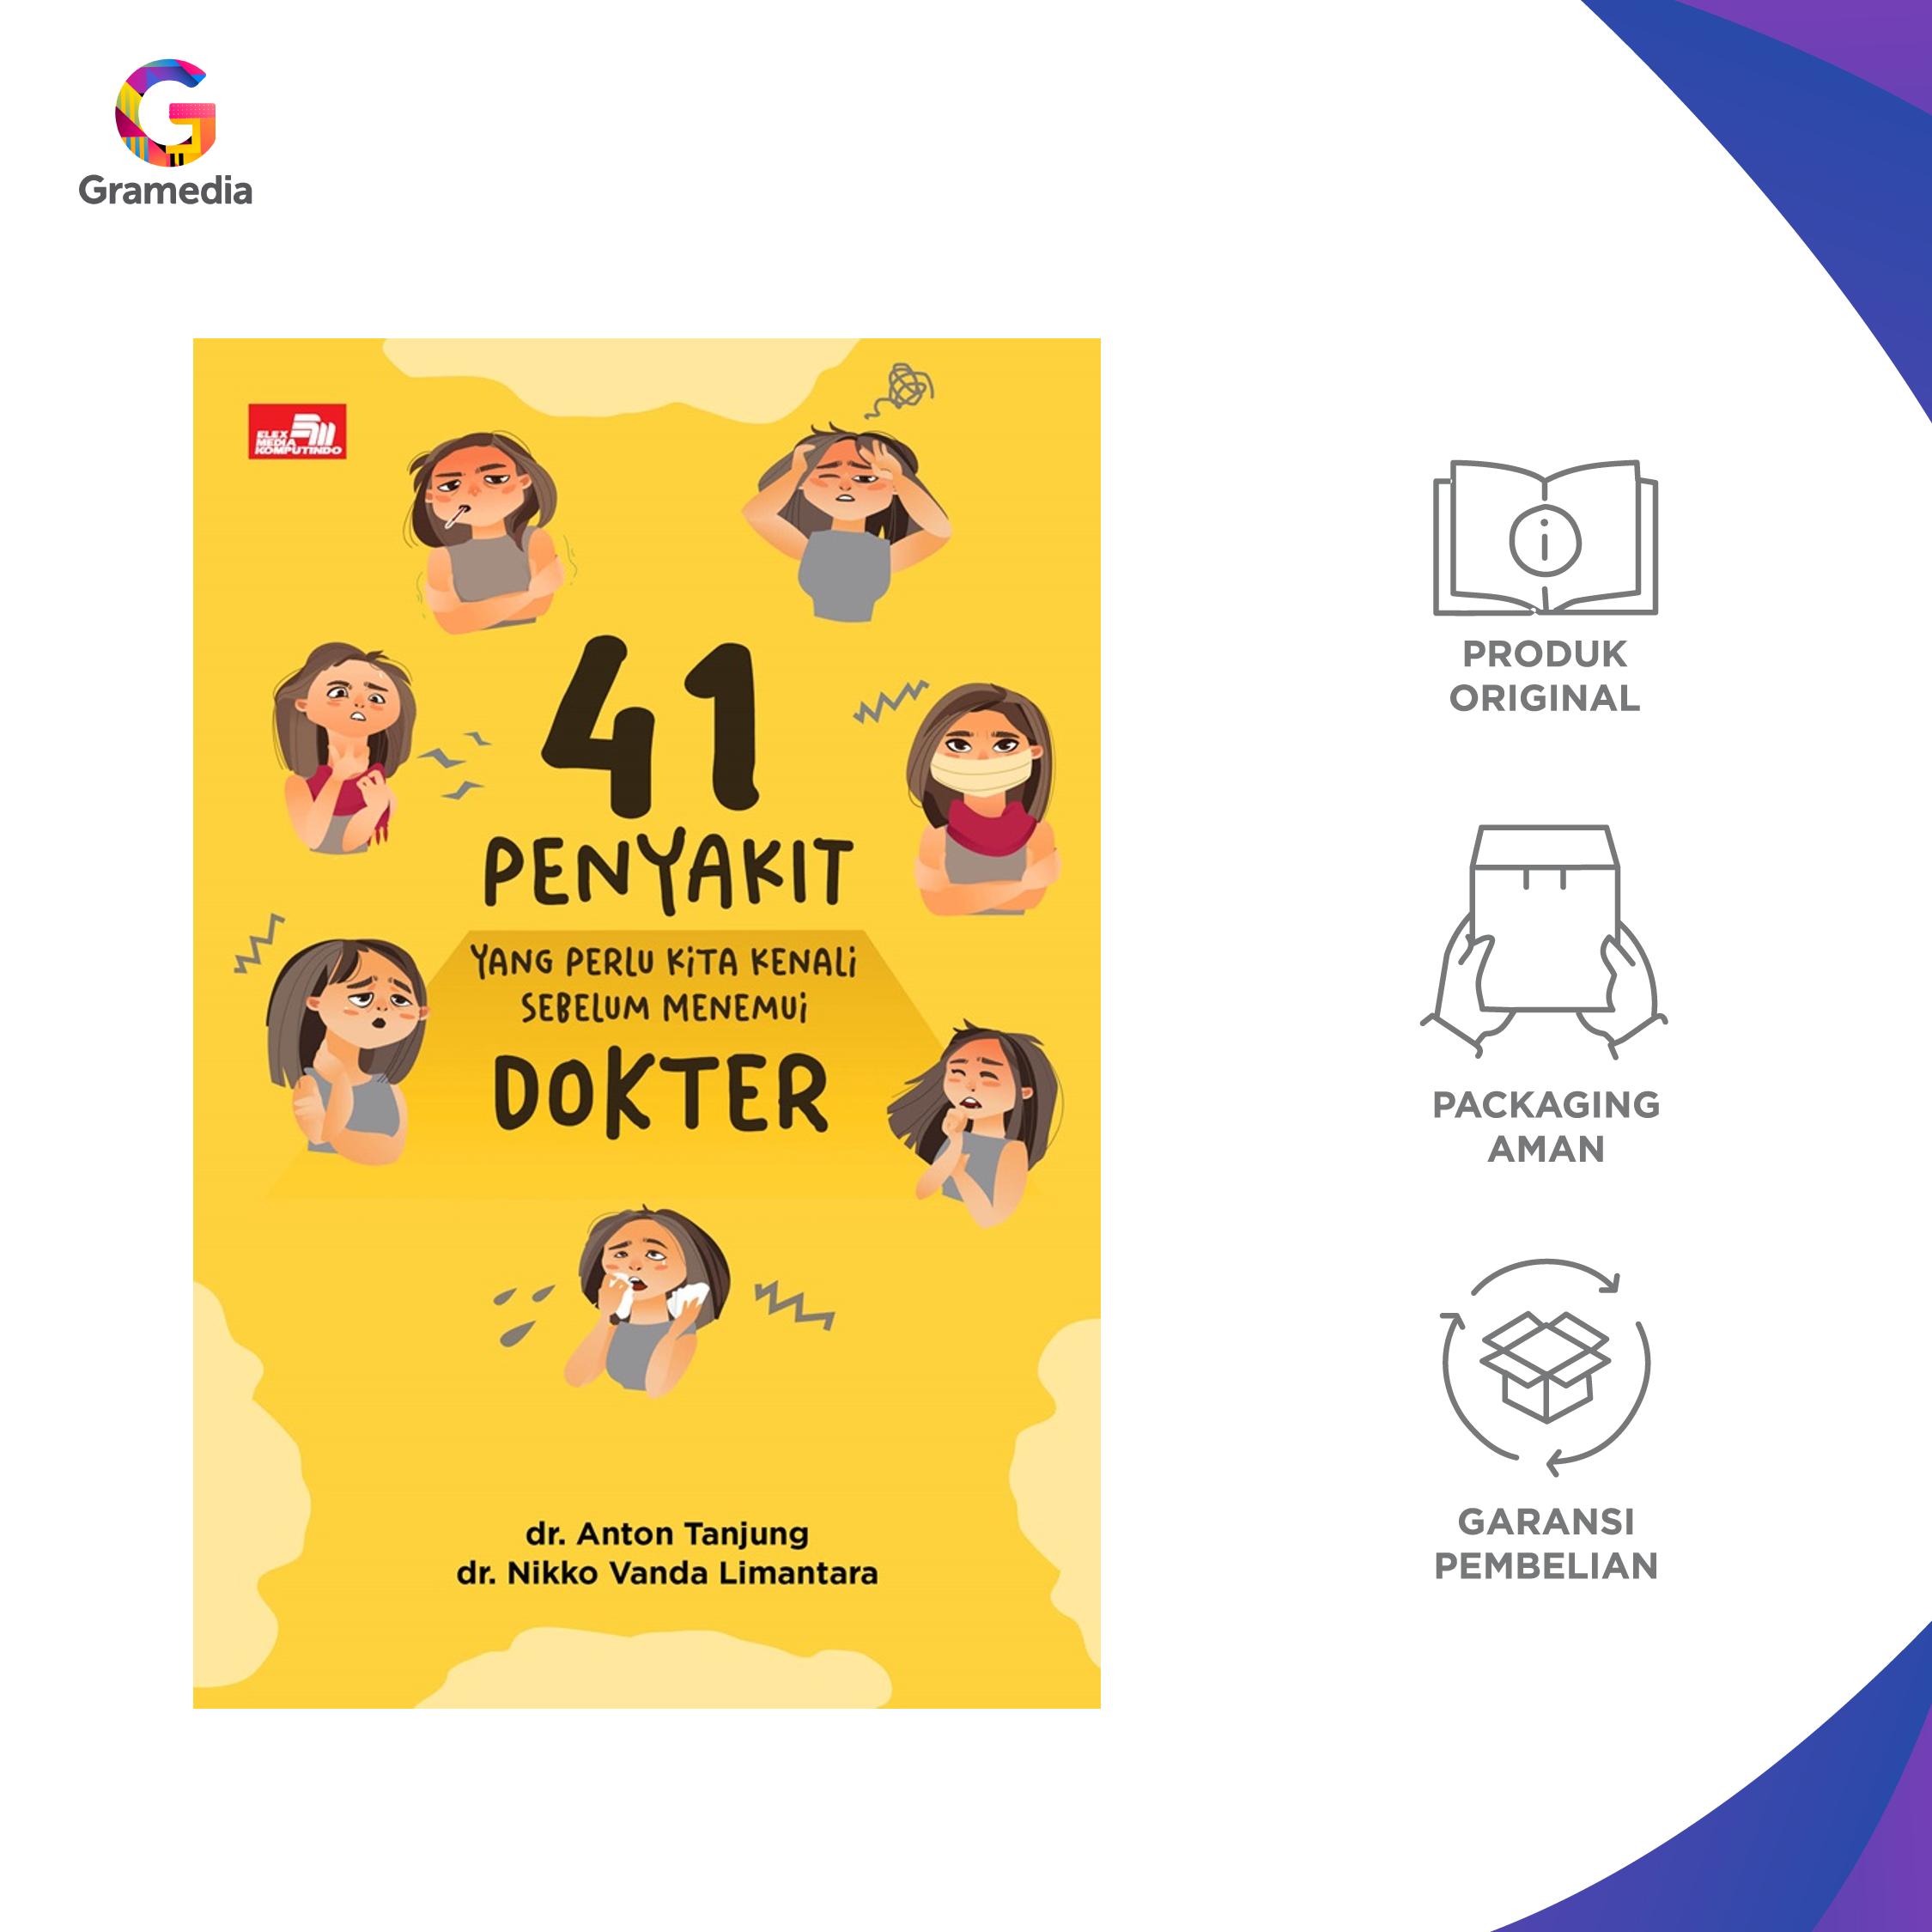 Gramedia
ELEX
MEDIA
KOMPUTINDO
41
PENYAKIT
YANG PERLU KiTA KENALi
SEBELUM MENEMUi
DOKTER
dr. Anton Tanjung
dr. Nikko Vanda Limantara
PRODUK
ORIGINAL
PACKAGING
AMAN
GARANSI
PEMBELIAN